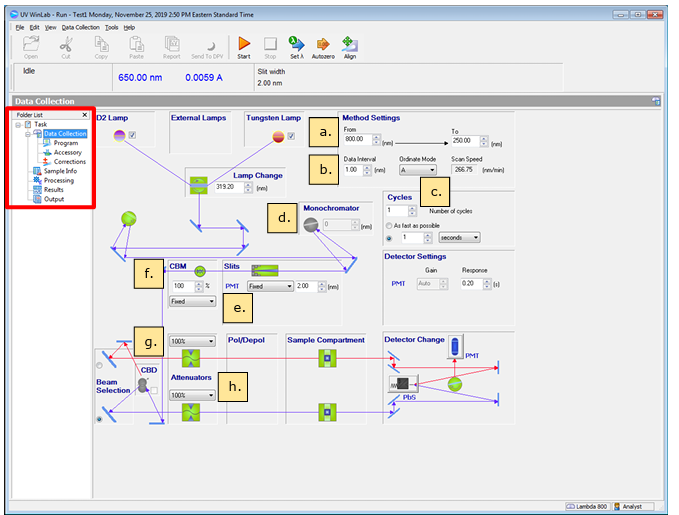 UV WinLab - Run - Test1 Monday, November 25, 2019 2:50 PM Eastern Standard Time
File Edit View Data Collection Tools Help
Open Cut Copy Paste Report Send To DPV Start Stop Set λ Autozero Align
Idle
650.00 nm 0.0059 A
Slit width
2.00 nm
Data Collection
Folder List
Task
Data Collection
Program
Accessory
Corrections
Sample Info
Processing
Results
Output
D2 Lamp External Lamps Tungsten Lamp
Method Settings
a.
From To
800.00 (nm) 250.00 (nm)
b.
Data Interval Ordinate Mode Scan Speed
1.00 (nm) A 266.75 (nm/min)
Lamp Change
319.20 (nm)
c.
Cycles
1 Number of cycles
As fast as possible
1 seconds
d.
Monochromator
0 (nm)
Detector Settings
Gain Response
PMT Auto 0.20 (s)
f.
CBM
100 %
Fixed
Slits
PMT Fixed 2.00 (nm)
e.
g.
100%
Pol/Depol Sample Compartment Detector Change
PMT
PbS
CBD
Beam
Selection
Attenuators
h.
100%
Lambda 800 Analyst